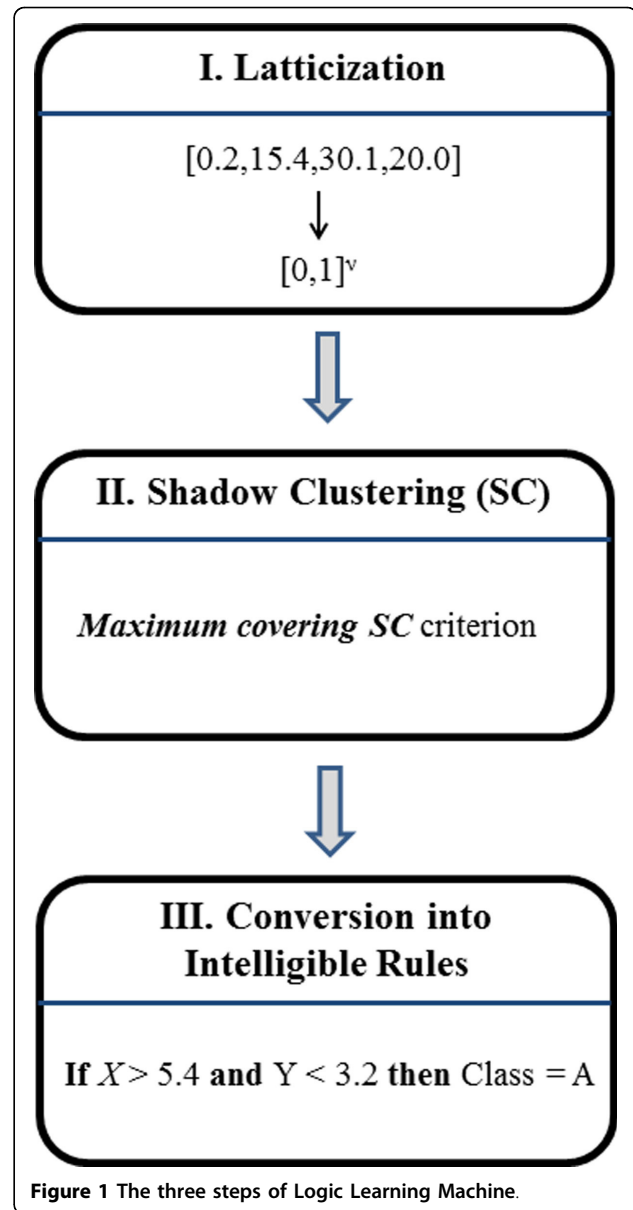 I. Latticization
[0.2,15.4,30.1,20.0]
↓
[0,1]ᵛ
II. Shadow Clustering (SC)
Maximum covering SC criterion
III. Conversion into
Intelligible Rules
If X > 5.4 and Y < 3.2 then Class = A
Figure 1 The three steps of Logic Learning Machine.